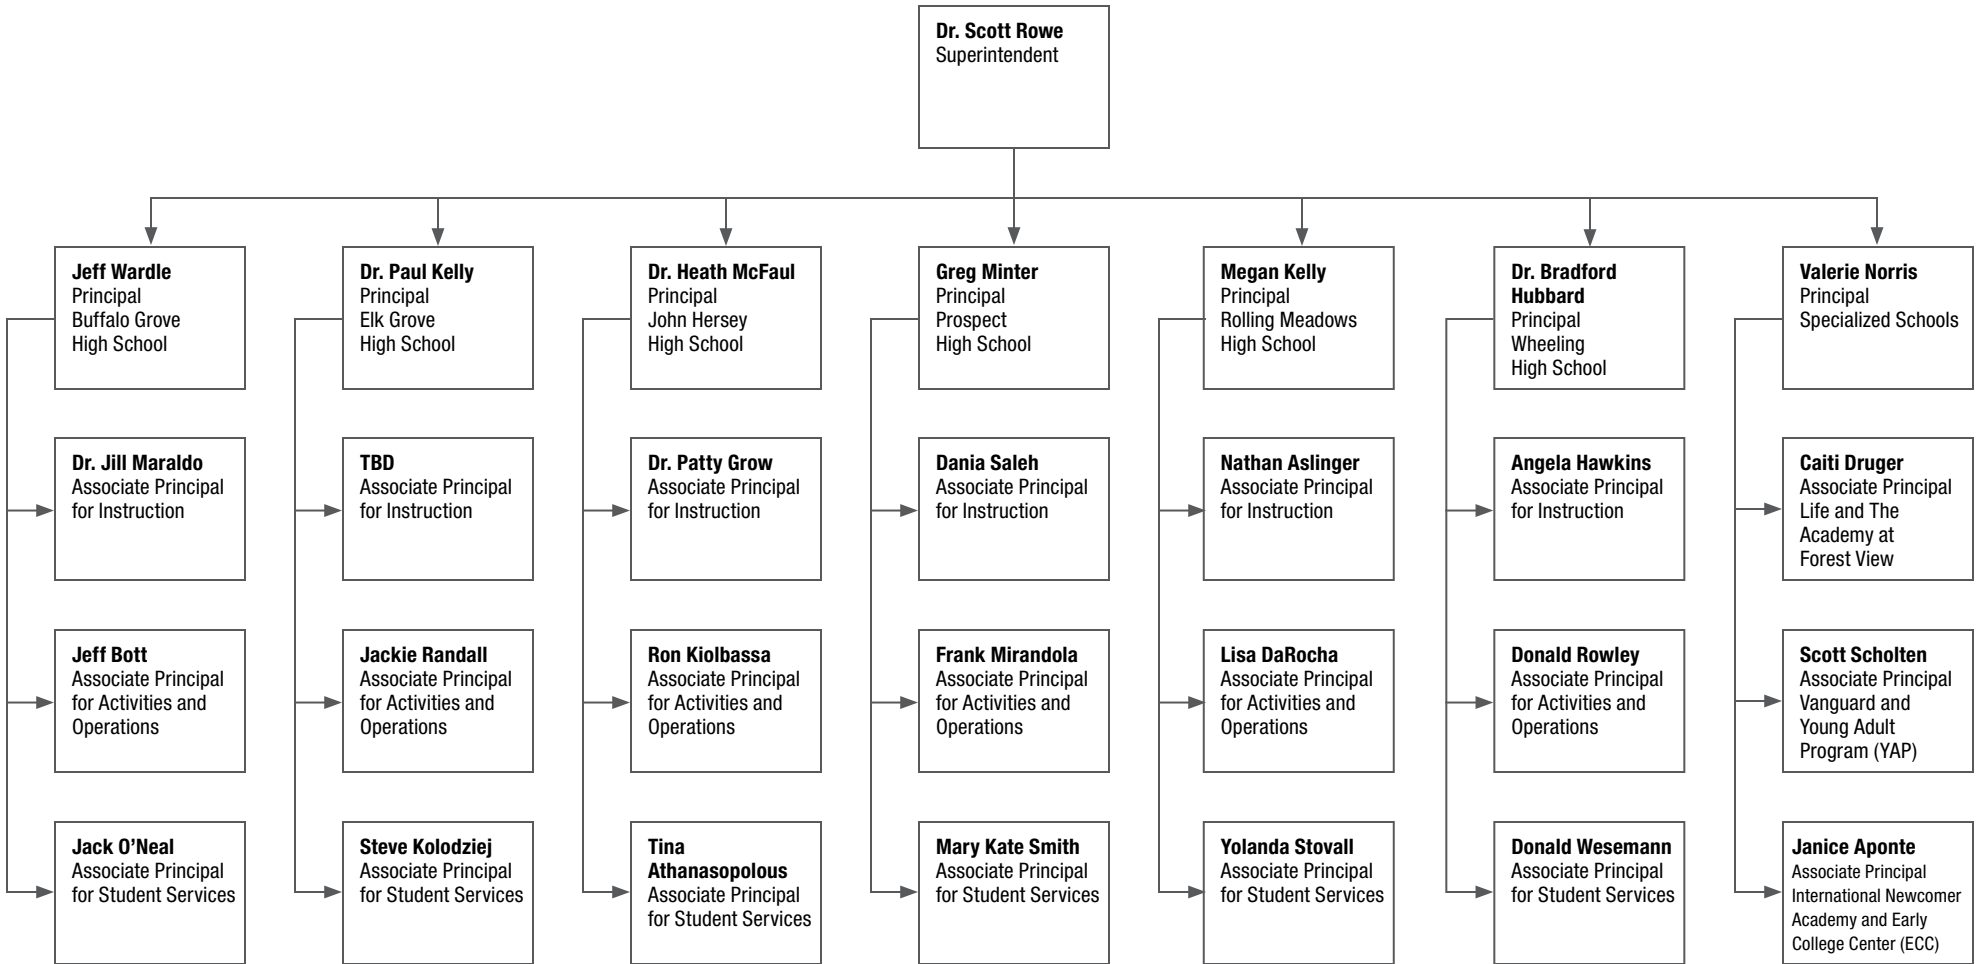 Dr. Scott Rowe
Superintendent
Jeff Wardle
Principal
Buffalo Grove
High School
Dr. Paul Kelly
Principal
Elk Grove
High School
Dr. Heath McFaul
Principal
John Hersey
High School
Greg Minter
Principal
Prospect
High School
Megan Kelly
Principal
Rolling Meadows
High School
Dr. Bradford
Hubbard
Principal
Wheeling
High School
Valerie Norris
Principal
Specialized Schools
Dr. Jill Maraldo
Associate Principal
for Instruction
TBD
Associate Principal
for Instruction
Dr. Patty Grow
Associate Principal
for Instruction
Dania Saleh
Associate Principal
for Instruction
Nathan Aslinger
Associate Principal
for Instruction
Angela Hawkins
Associate Principal
for Instruction
Caiti Druger
Associate Principal
Life and The
Academy at
Forest View
Jeff Bott
Associate Principal
for Activities and
Operations
Jackie Randall
Associate Principal
for Activities and
Operations
Ron Kiolbassa
Associate Principal
for Activities and
Operations
Frank Mirandola
Associate Principal
for Activities and
Operations
Lisa DaRocha
Associate Principal
for Activities and
Operations
Donald Rowley
Associate Principal
for Activities and
Operations
Scott Scholten
Associate Principal
Vanguard and
Young Adult
Program (YAP)
Jack O’Neal
Associate Principal
for Student Services
Steve Kolodziej
Associate Principal
for Student Services
Tina
Athanasopolous
Associate Principal
for Student Services
Mary Kate Smith
Associate Principal
for Student Services
Yolanda Stovall
Associate Principal
for Student Services
Donald Wesemann
Associate Principal
for Student Services
Janice Aponte
Associate Principal
International Newcomer
Academy and Early
College Center (ECC)